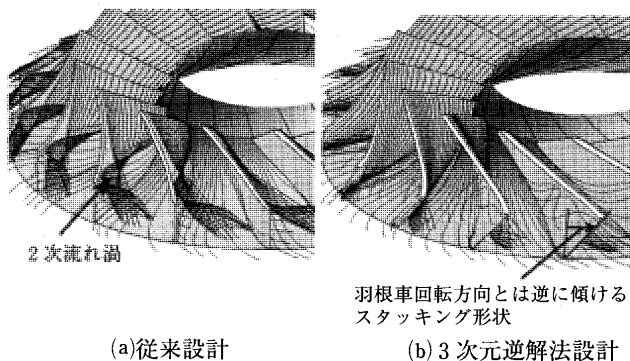 2次流れ渦
羽根車回転方向とは逆に傾ける
スタッキング形状
(a)従来設計
(b)3次元逆解法設計